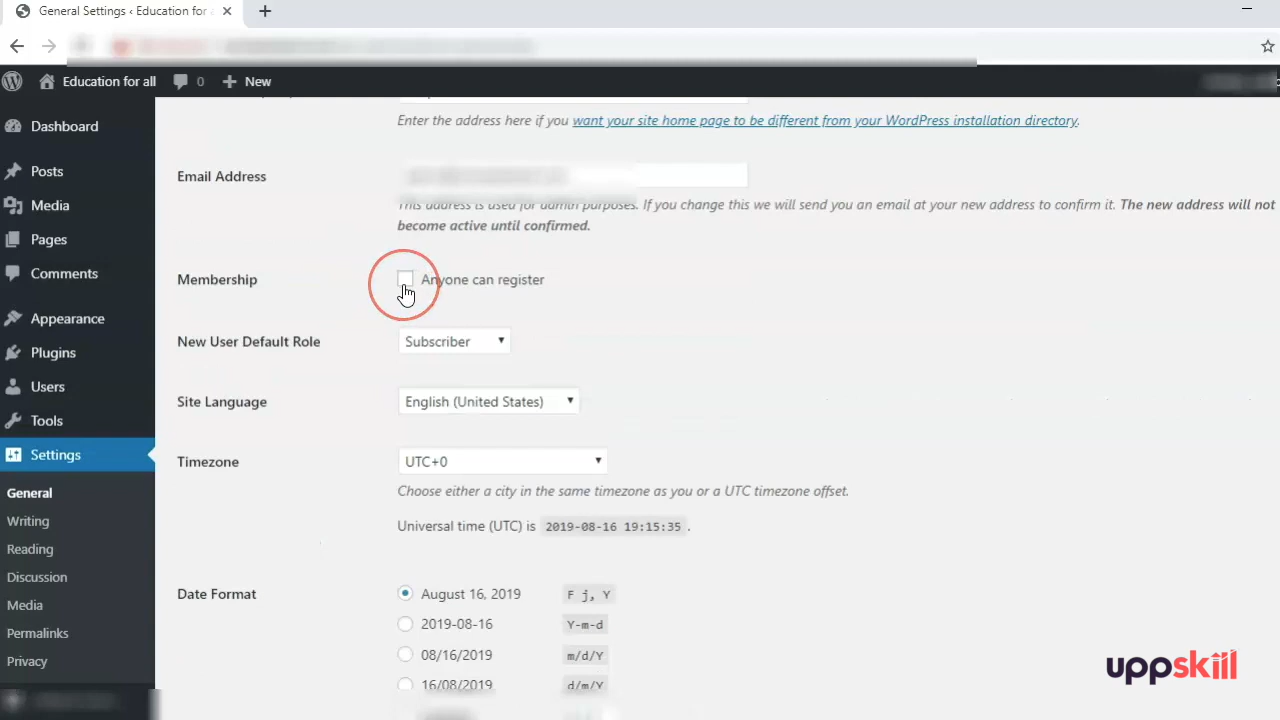 General Settings ‹ Education for
Education for all 0 New
Dashboard
Posts
Media
Pages
Comments
Appearance
Plugins
Users
Tools
Settings
General
Writing
Reading
Discussion
Media
Permalinks
Privacy
Enter the address here if you want your site home page to be different from your WordPress installation directory.
Email Address
This address is used for admin purposes. If you change this we will send you an email at your new address to confirm it. The new address will not
become active until confirmed.
Membership Anyone can register
New User Default Role Subscriber
Site Language English (United States)
Timezone UTC+0
Choose either a city in the same timezone as you or a UTC timezone offset.
Universal time (UTC) is 2019-08-16 19:15:35 .
Date Format August 16, 2019 F j, Y
2019-08-16 Y-m-d
08/16/2019 m/d/Y
16/08/2019 d/m/Y
uppskill